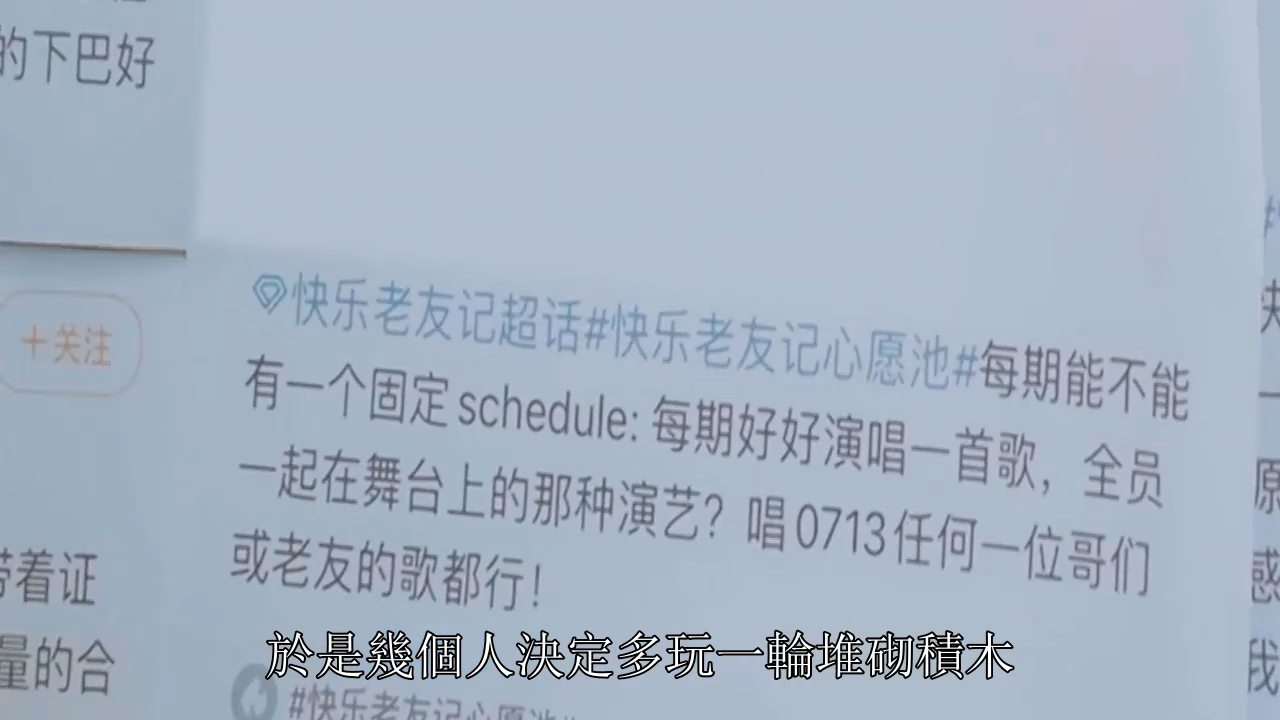 的下巴好
+关注
快乐老友记超话#快乐老友记心愿池#每期能不能
有一个固定schedule: 每期好好演唱一首歌，全员
一起在舞台上的那种演艺？唱0713任何一位哥们
或老友的歌都行！
着证
量的合
#快乐老友记心愿池#
於是幾個人決定多玩一輪堆砌積木